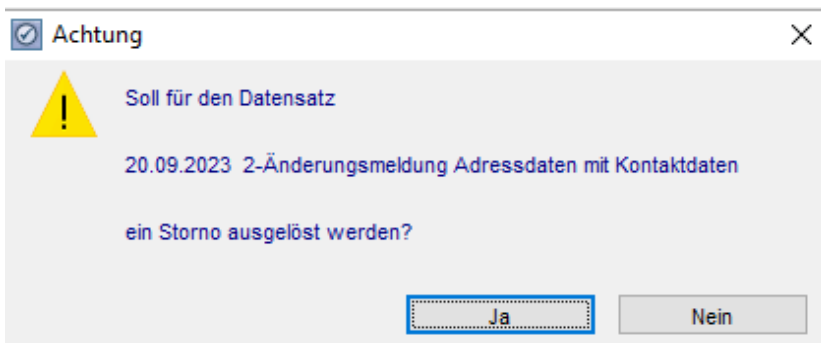 Achtung
Soll für den Datensatz
20.09.2023 2-Änderungsmeldung Adressdaten mit Kontaktdaten
ein Storno ausgelöst werden?
Ja
Nein